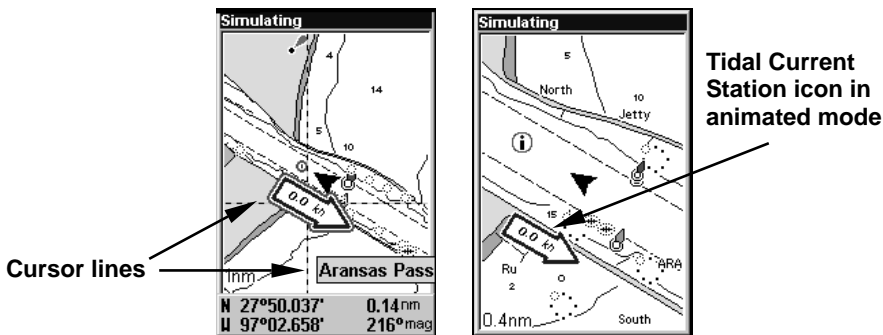 Simulating
4
14
5
10
0.0 kn
1nm
Aransas Pass
N 27°50.037' 0.14 nm
W 97°02.658' 216° mag
Cursor lines
Simulating
5
North
10
Jetty
15
0.0 kn
ARA
Ru
2
0.4nm
South
Tidal Current
Station icon in
animated mode